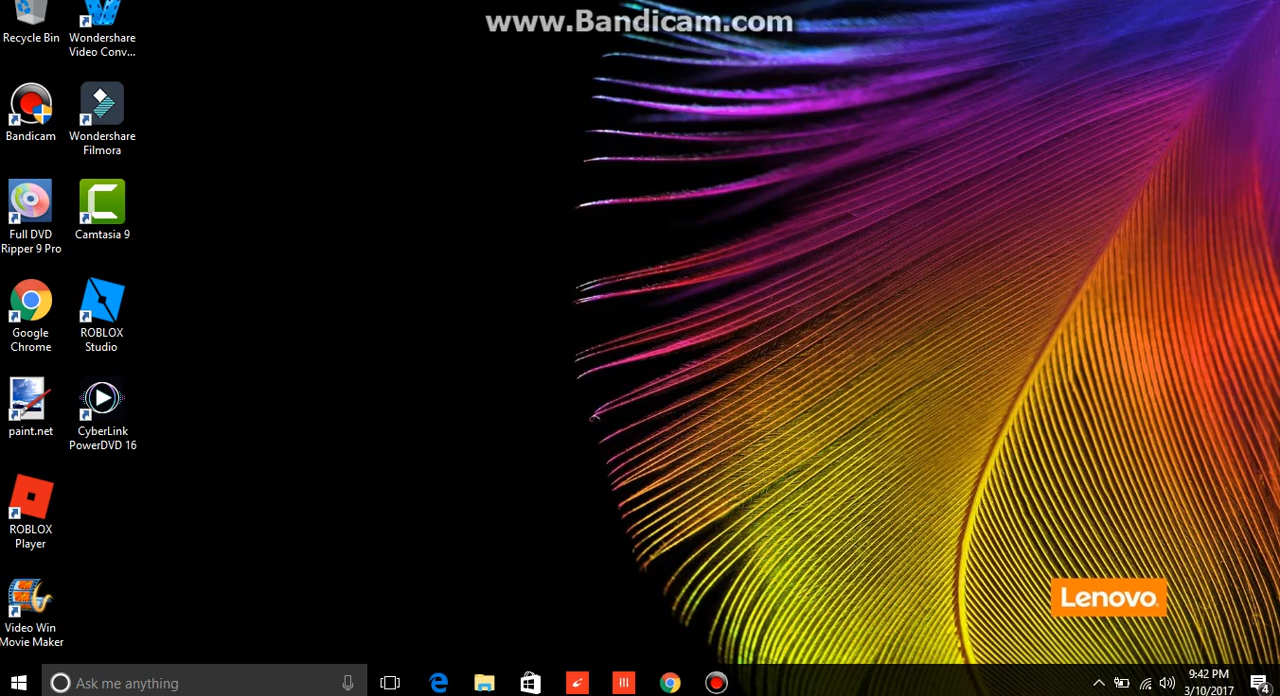 www.Bandicam.com
Recycle Bin
Wondershare
Video Conv...
Bandicam
Wondershare
Filmora
Full DVD
Ripper 9 Pro
Camtasia 9
Google
Chrome
ROBLOX
Studio
paint.net
CyberLink
PowerDVD 16
ROBLOX
Player
Video Win
Movie Maker
Lenovo
Ask me anything
9:42 PM
3/10/2017
4